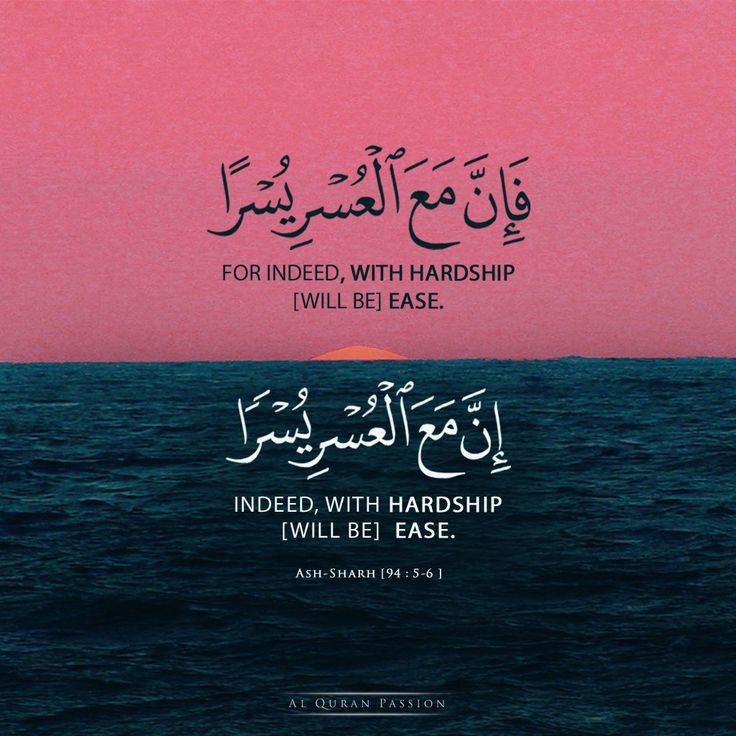 فَإِنَّ مَعَ ٱلْعُسْرِ يُسْرًا
FOR INDEED, WITH HARDSHIP
[WILL BE] EASE.
إِنَّ مَعَ ٱلْعُسْرِ يُسْرًا
INDEED, WITH HARDSHIP
[WILL BE] EASE.
ASH-SHARH [94 : 5-6 ]
AL QURAN PASSION